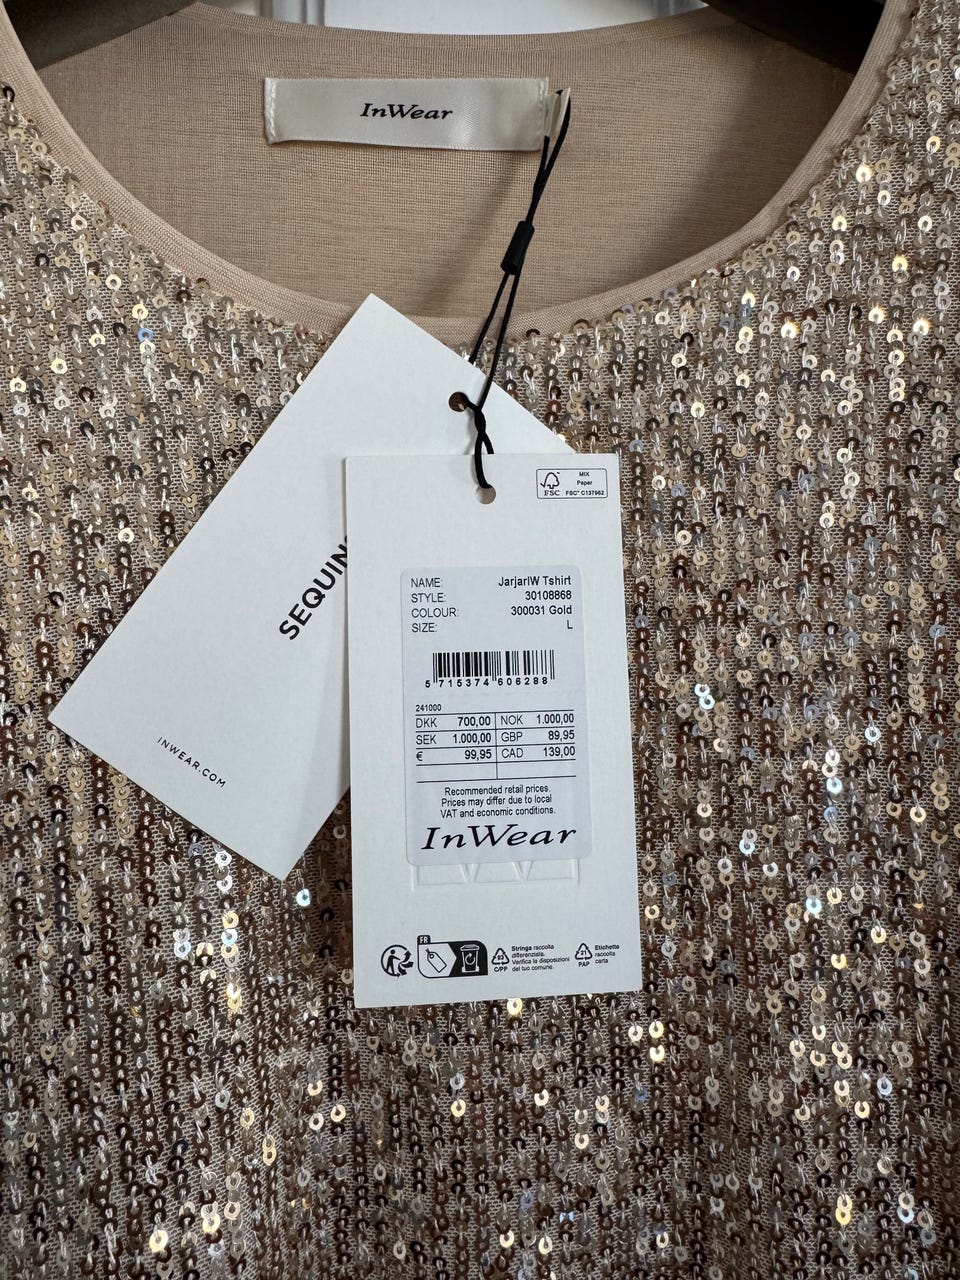 InWear
SEQUIN
INWEAR.COM
MIX
Paper
FSC
FSC® C137962
NAME: JarjarIW Tshirt
STYLE: 30108868
COLOUR: 300031 Gold
SIZE: L
5 715374 606288
241000
DKK 700,00 NOK 1.000,00
SEK 1.000,00 GBP 89,95
€ 99,95 CAD 139,00
Recommended retail prices.
Prices may differ due to local
VAT and economic conditions.
InWear
FR
93
C/PP
Stringa raccolta
differenziata.
Verifica le disposizioni
del tuo comune.
21
PAP
Etichetta
raccolta
carta